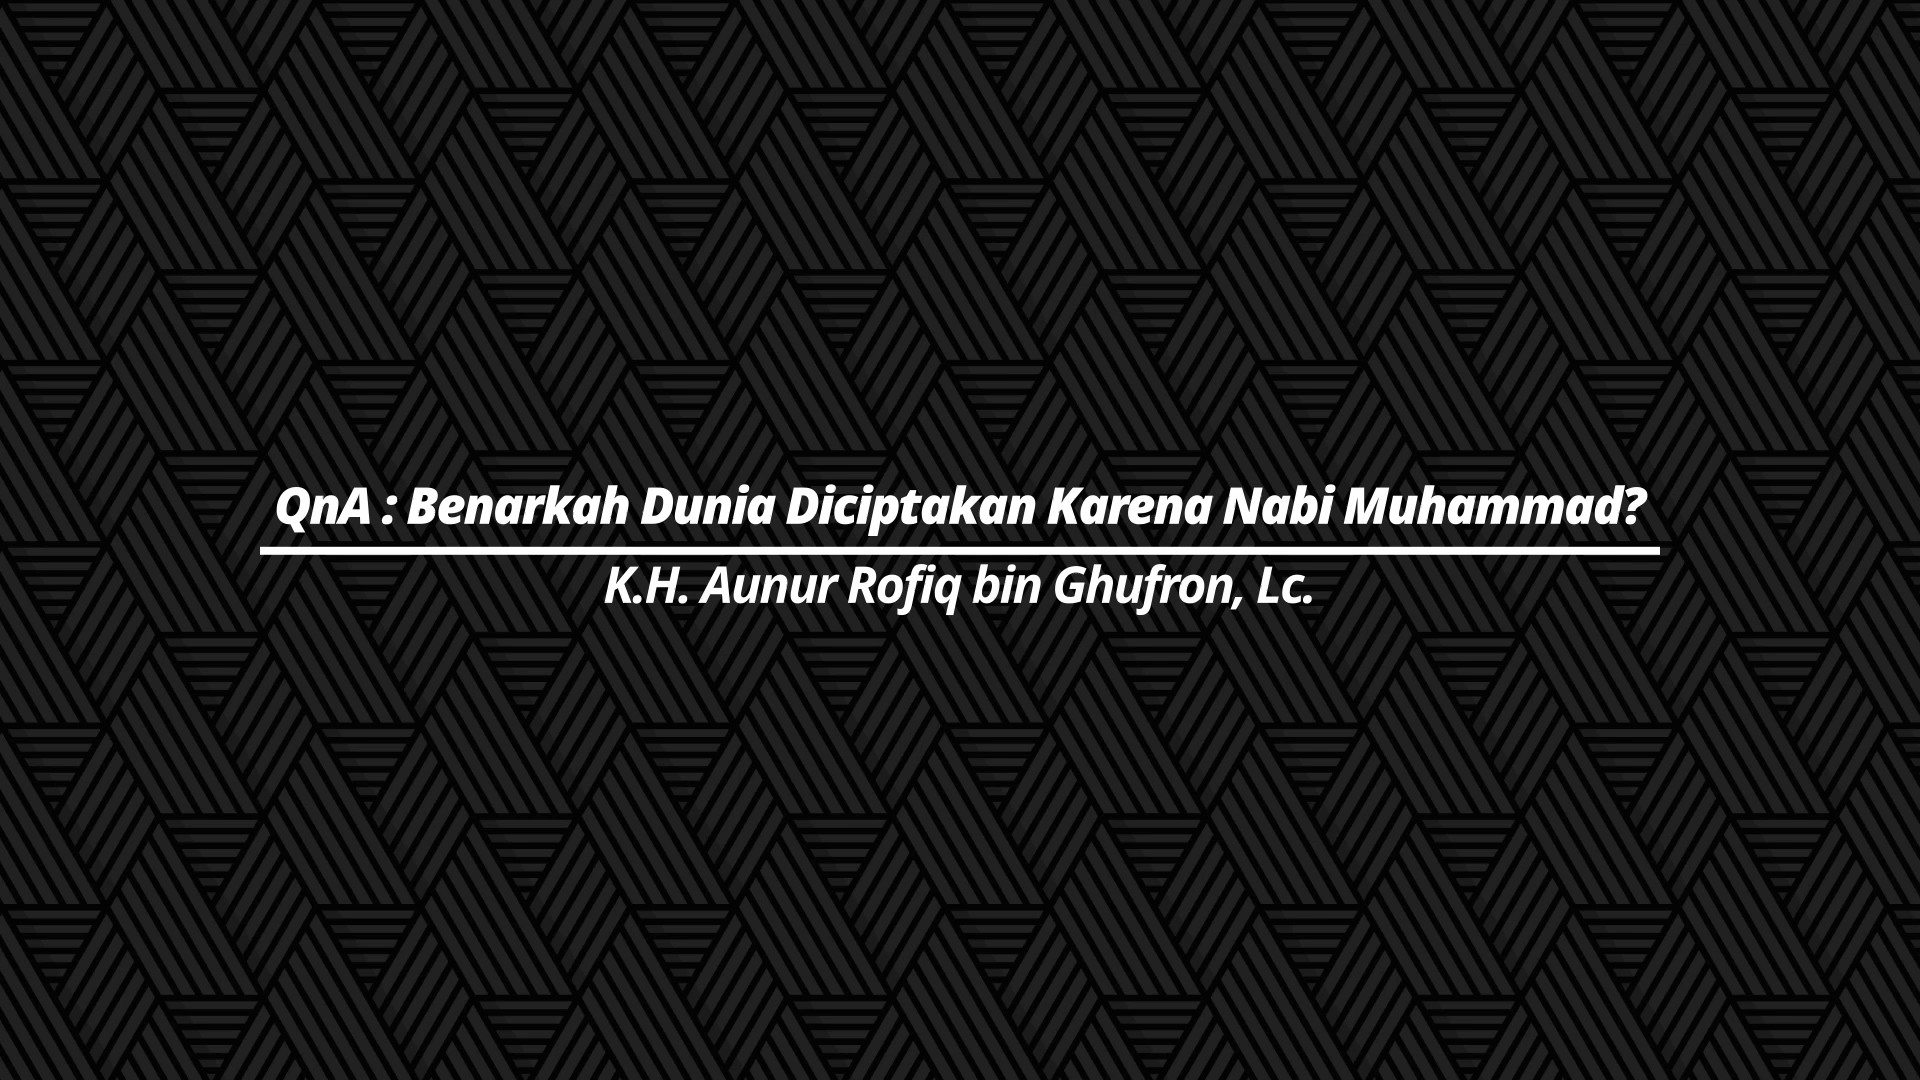 QnA : Benarkah Dunia Diciptakan Karena Nabi Muhammad?
K.H. Aunur Rofiq bin Ghufron, Lc.